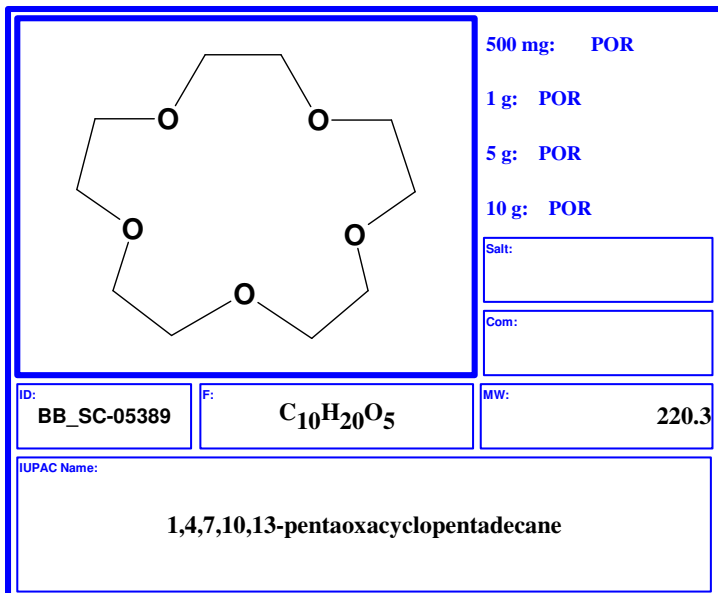 O O
O O
O
500 mg: POR
1 g: POR
5 g: POR
10 g: POR
Salt:
Com:
ID:
BB_SC-05389
F:
C10H20O5
MW:
220.3
IUPAC Name:
1,4,7,10,13-pentaoxacyclopentadecane